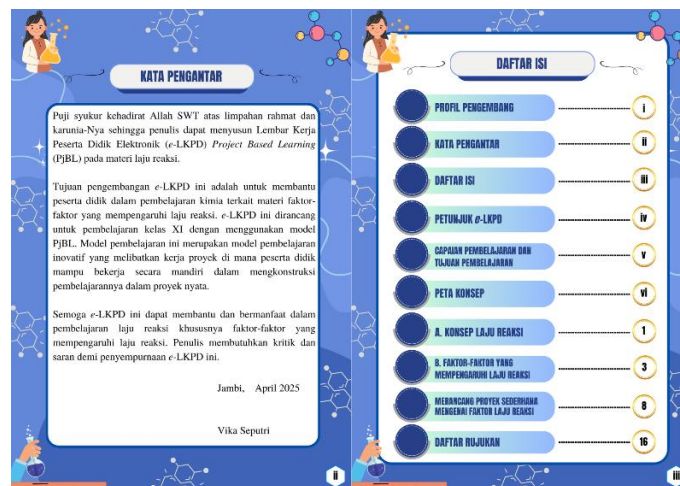 KATA PENGANTAR
Puji syukur kehadirat Allah SWT atas limpahan rahmat dan
karunia-Nya sehingga penulis dapat menyusun Lembar Kerja
Peserta Didik Elektronik (e-LKPD) Project Based Learning
(PjBL) pada materi laju reaksi.
Tujuan pengembangan e-LKPD ini adalah untuk membantu
peserta didik dalam pembelajaran kimia terkait materi faktor-
faktor yang mempengaruhi laju reaksi. e-LKPD ini dirancang
untuk pembelajaran kelas XI dengan menggunakan model
PjBL. Model pembelajaran ini merupakan model pembelajaran
inovatif yang melibatkan kerja proyek di mana peserta didik
mampu bekerja secara mandiri dalam mengkonstruksi
pembelajarannya dalam proyek nyata.
Semoga e-LKPD ini dapat membantu dan bermanfaat dalam
pembelajaran laju reaksi khususnya faktor-faktor yang
mempengaruhi laju reaksi. Penulis membutuhkan kritik dan
saran demi penyempurnaan e-LKPD ini.
Jambi, April 2025
Vika Seputri
ii
DAFTAR ISI
PROFIL PENGEMBANG i
KATA PENGANTAR ii
DAFTAR ISI iii
PETUNJUK e-LKPD iv
CAPAIAN PEMBELAJARAN DAN
TUJUAN PEMBELAJARAN v
PETA KONSEP vi
A. KONSEP LAJU REAKSI 1
B. FAKTOR-FAKTOR YANG
MEMPENGARUHI LAJU REAKSI 3
MERANCANG PROYEK SEDERHANA
MENGENAI FAKTOR LAJU REAKSI 8
DAFTAR RUJUKAN 16
iii